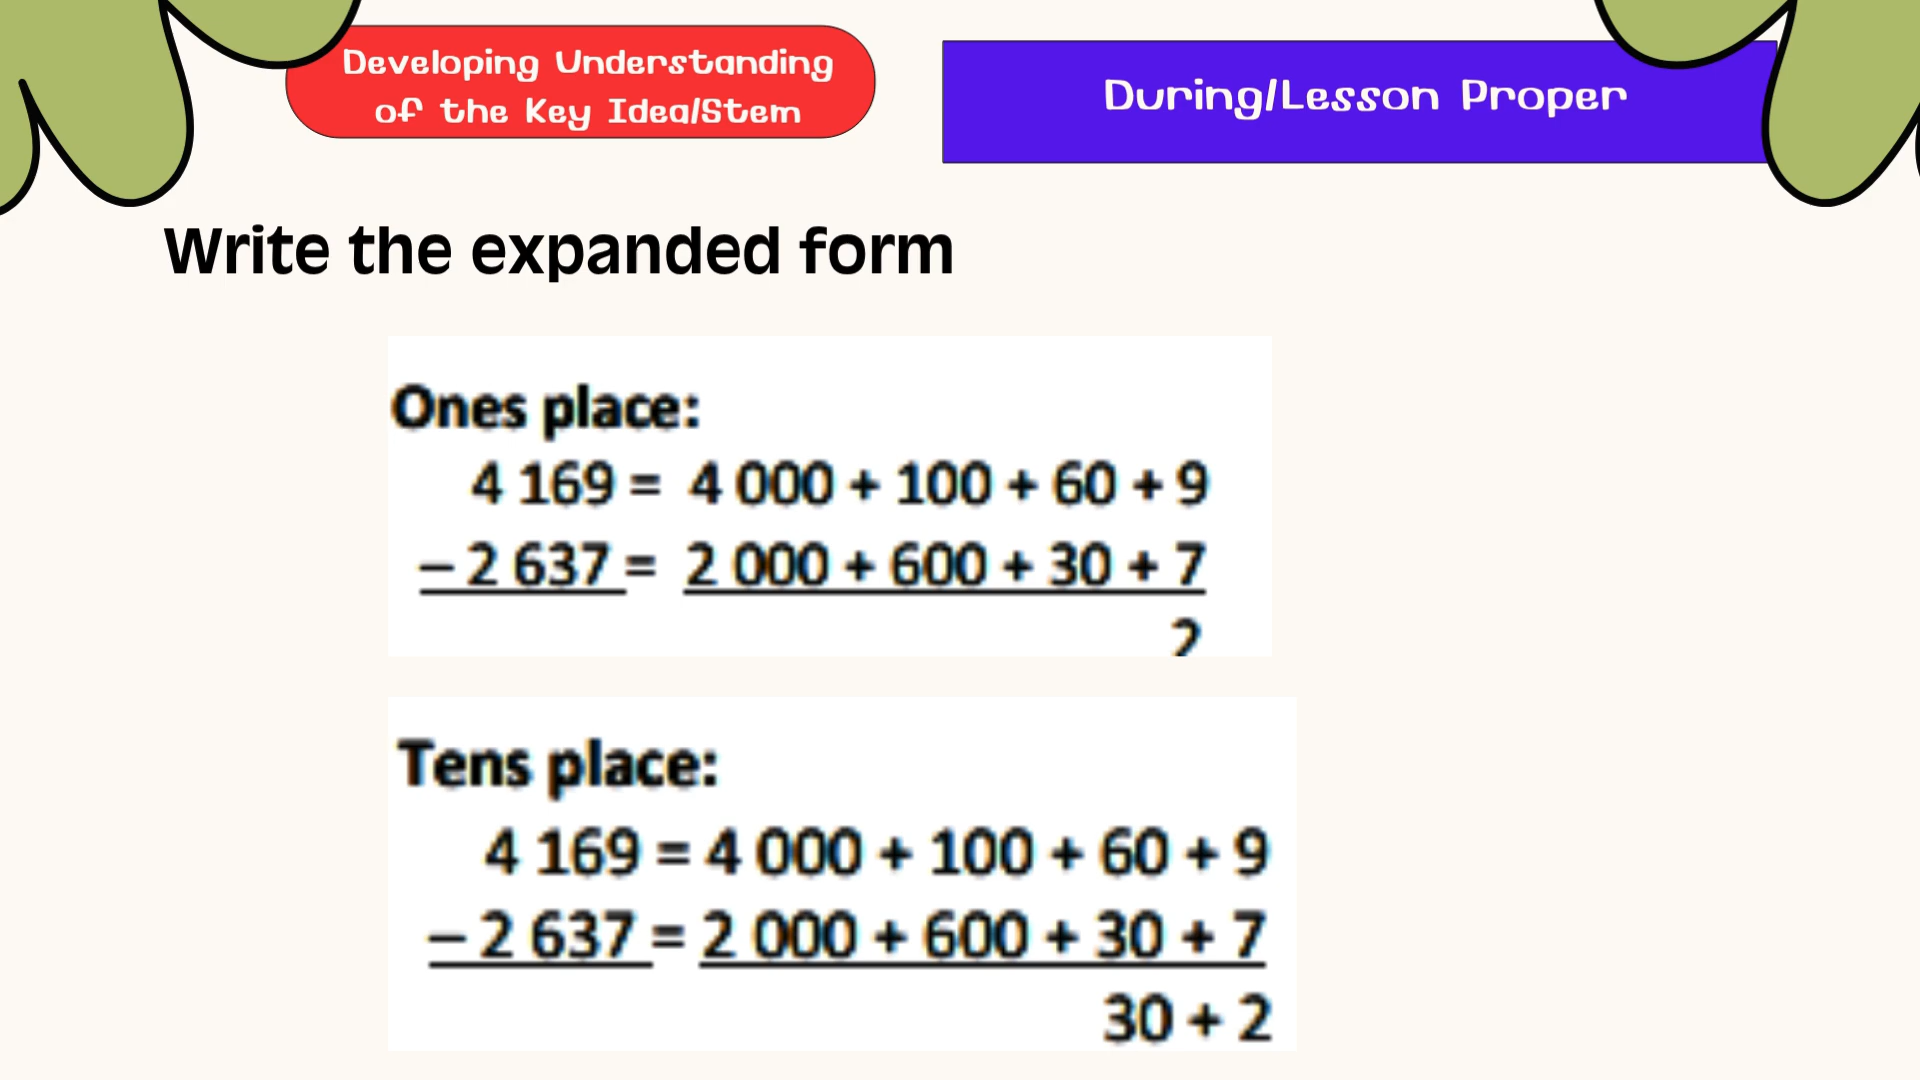 Developing Understanding
of the Key Idea/Stem
During/Lesson Proper
Write the expanded form
Ones place:
4 169 = 4 000 + 100 + 60 + 9
– 2 637 = 2 000 + 600 + 30 + 7
2
Tens place:
4 169 = 4 000 + 100 + 60 + 9
– 2 637 = 2 000 + 600 + 30 + 7
30 + 2